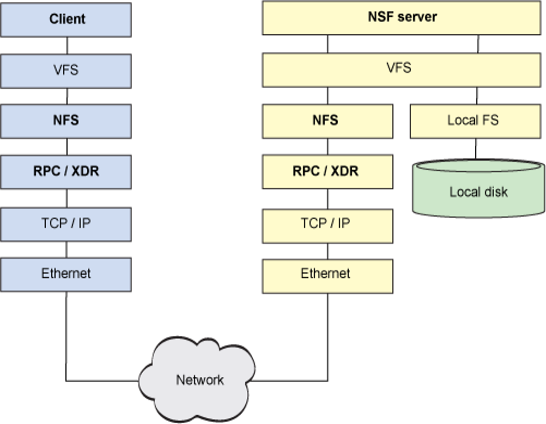 Client
VFS
NFS
RPC / XDR
TCP / IP
Ethernet
NSF server
VFS
NFS
Local FS
RPC / XDR
Local disk
TCP / IP
Ethernet
Network